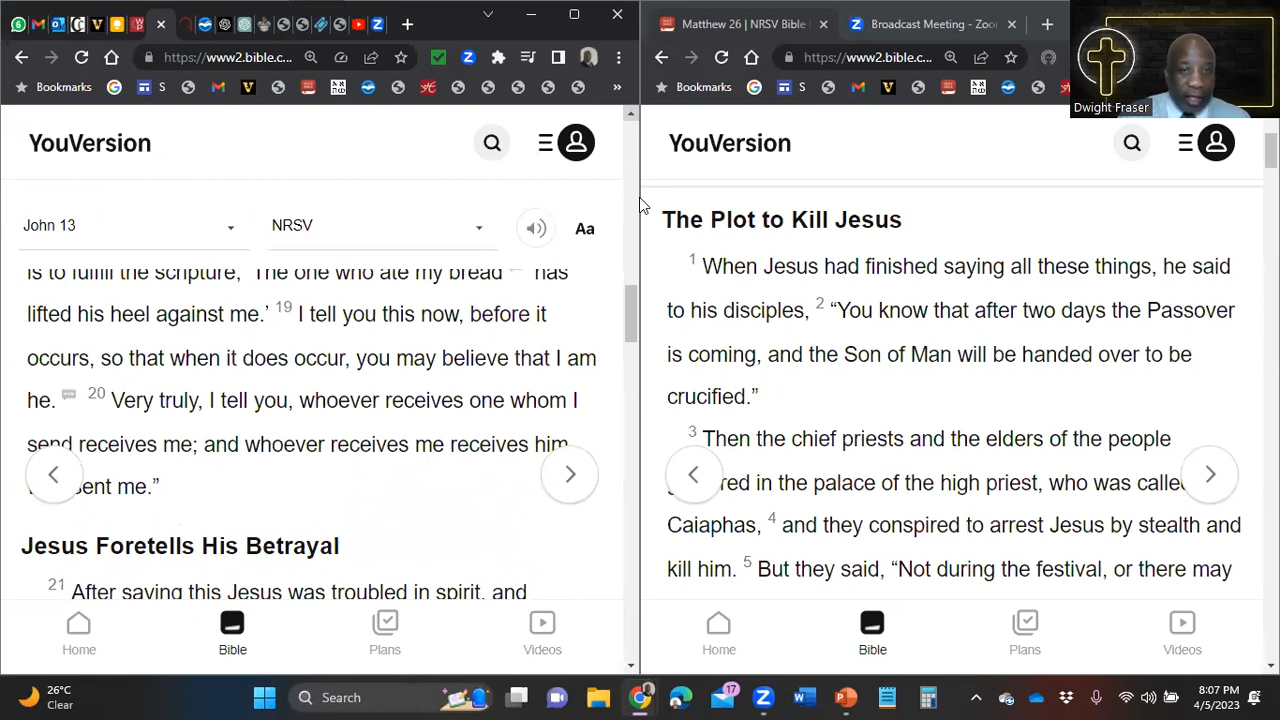 Matthew 26 | NRSV Bible
Broadcast Meeting - Zoo
https://www2.bible.c...
https://www2.bible.c...
Bookmarks
S
Bookmarks
S
Dwight Fraser
YouVersion
John 13
NRSV
Aa
is to fulfill the scripture, 'The one who ate my bread has
lifted his heel against me.' 19 I tell you this now, before it
occurs, so that when it does occur, you may believe that I am
he. 20 Very truly, I tell you, whoever receives one whom I
send receives me; and whoever receives me receives him
sent me.”
Jesus Foretells His Betrayal
21 After saying this Jesus was troubled in spirit, and
Home
Bible
Plans
Videos
YouVersion
The Plot to Kill Jesus
1 When Jesus had finished saying all these things, he said
to his disciples, 2 “You know that after two days the Passover
is coming, and the Son of Man will be handed over to be
crucified.”
3 Then the chief priests and the elders of the people
red in the palace of the high priest, who was calle
Caiaphas, 4 and they conspired to arrest Jesus by stealth and
kill him. 5 But they said, “Not during the festival, or there may
Home
Bible
Plans
Videos
26°C
Clear
Search
17
8:07 PM
4/5/2023